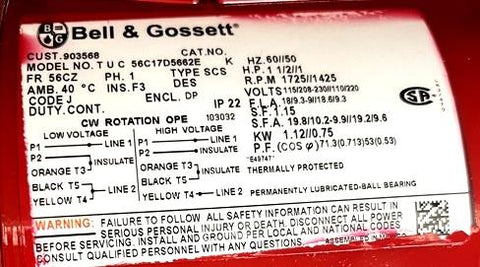 B G Bell & Gossett®
CUST. 903568 CAT.NO.
MODEL NO. T U C 56C17D5662E K HZ. 60//50
FR 56CZ PH. 1 TYPE SCS H.P. 1 1/2//1
AMB. 40 °C INS. F3 R.P.M 1725//1425
CODE J ENCL. DP VOLTS 115/208-230//110/220
DUTY.CONT. IP 22 F.L.A. 18/9.3-9//18.6/9.3
CW ROTATION OPE 103032 S.F. 1.15
LOW VOLTAGE HIGH VOLTAGE S.F.A. 19.8/10.2-9.9//19.2/9.6
P1 LINE 1 P1 LINE 1 KW 1.12//0.75
P2 P2 INSULATE P.F. (COS φ) 71.3(0.713)53(0.53)
INSULATE "E49747"
ORANGE T3 ORANGE T3 THERMALLY PROTECTED
BLACK T5 BLACK T5 INSULATE
YELLOW T4 LINE 2 YELLOW T4 LINE 2 PERMANENTLY LUBRICATED-BALL BEARING
SA
WARNING: FAILURE TO FOLLOW ALL SAFETY INFORMATION CAN RESULT IN
SERIOUS PERSONAL INJURY OR DEATH. DISCONNECT ALL POWER
BEFORE SERVICING. INSTALL AND GROUND PER LOCAL AND NATIONAL CODES.
CONSULT QUALIFIED PERSONNEL WITH ANY QUESTIONS. ASSEMBLED IN